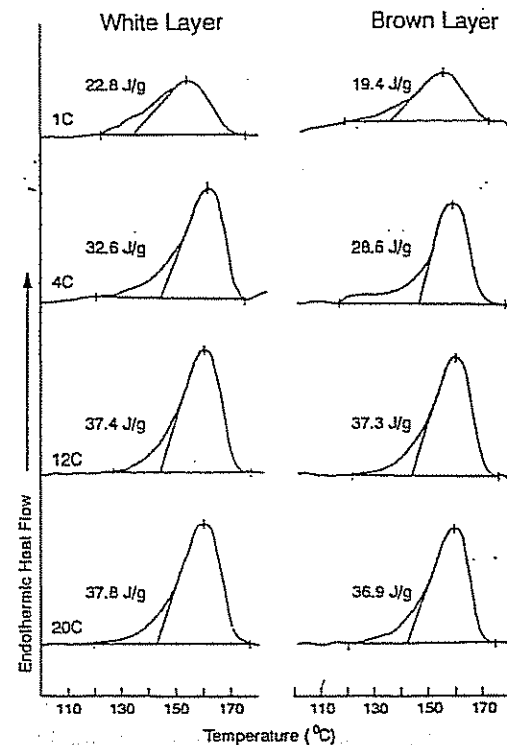 White Layer
Brown Layer
22.8 J/g
19.4 J/g
1C
32.6 J/g
28.6 J/g
4C
37.4 J/g
37.3 J/g
12C
37.8 J/g
36.9 J/g
20C
Endothermic Heat Flow
110 130 150 170
110 130 150 170
Temperature (°C)